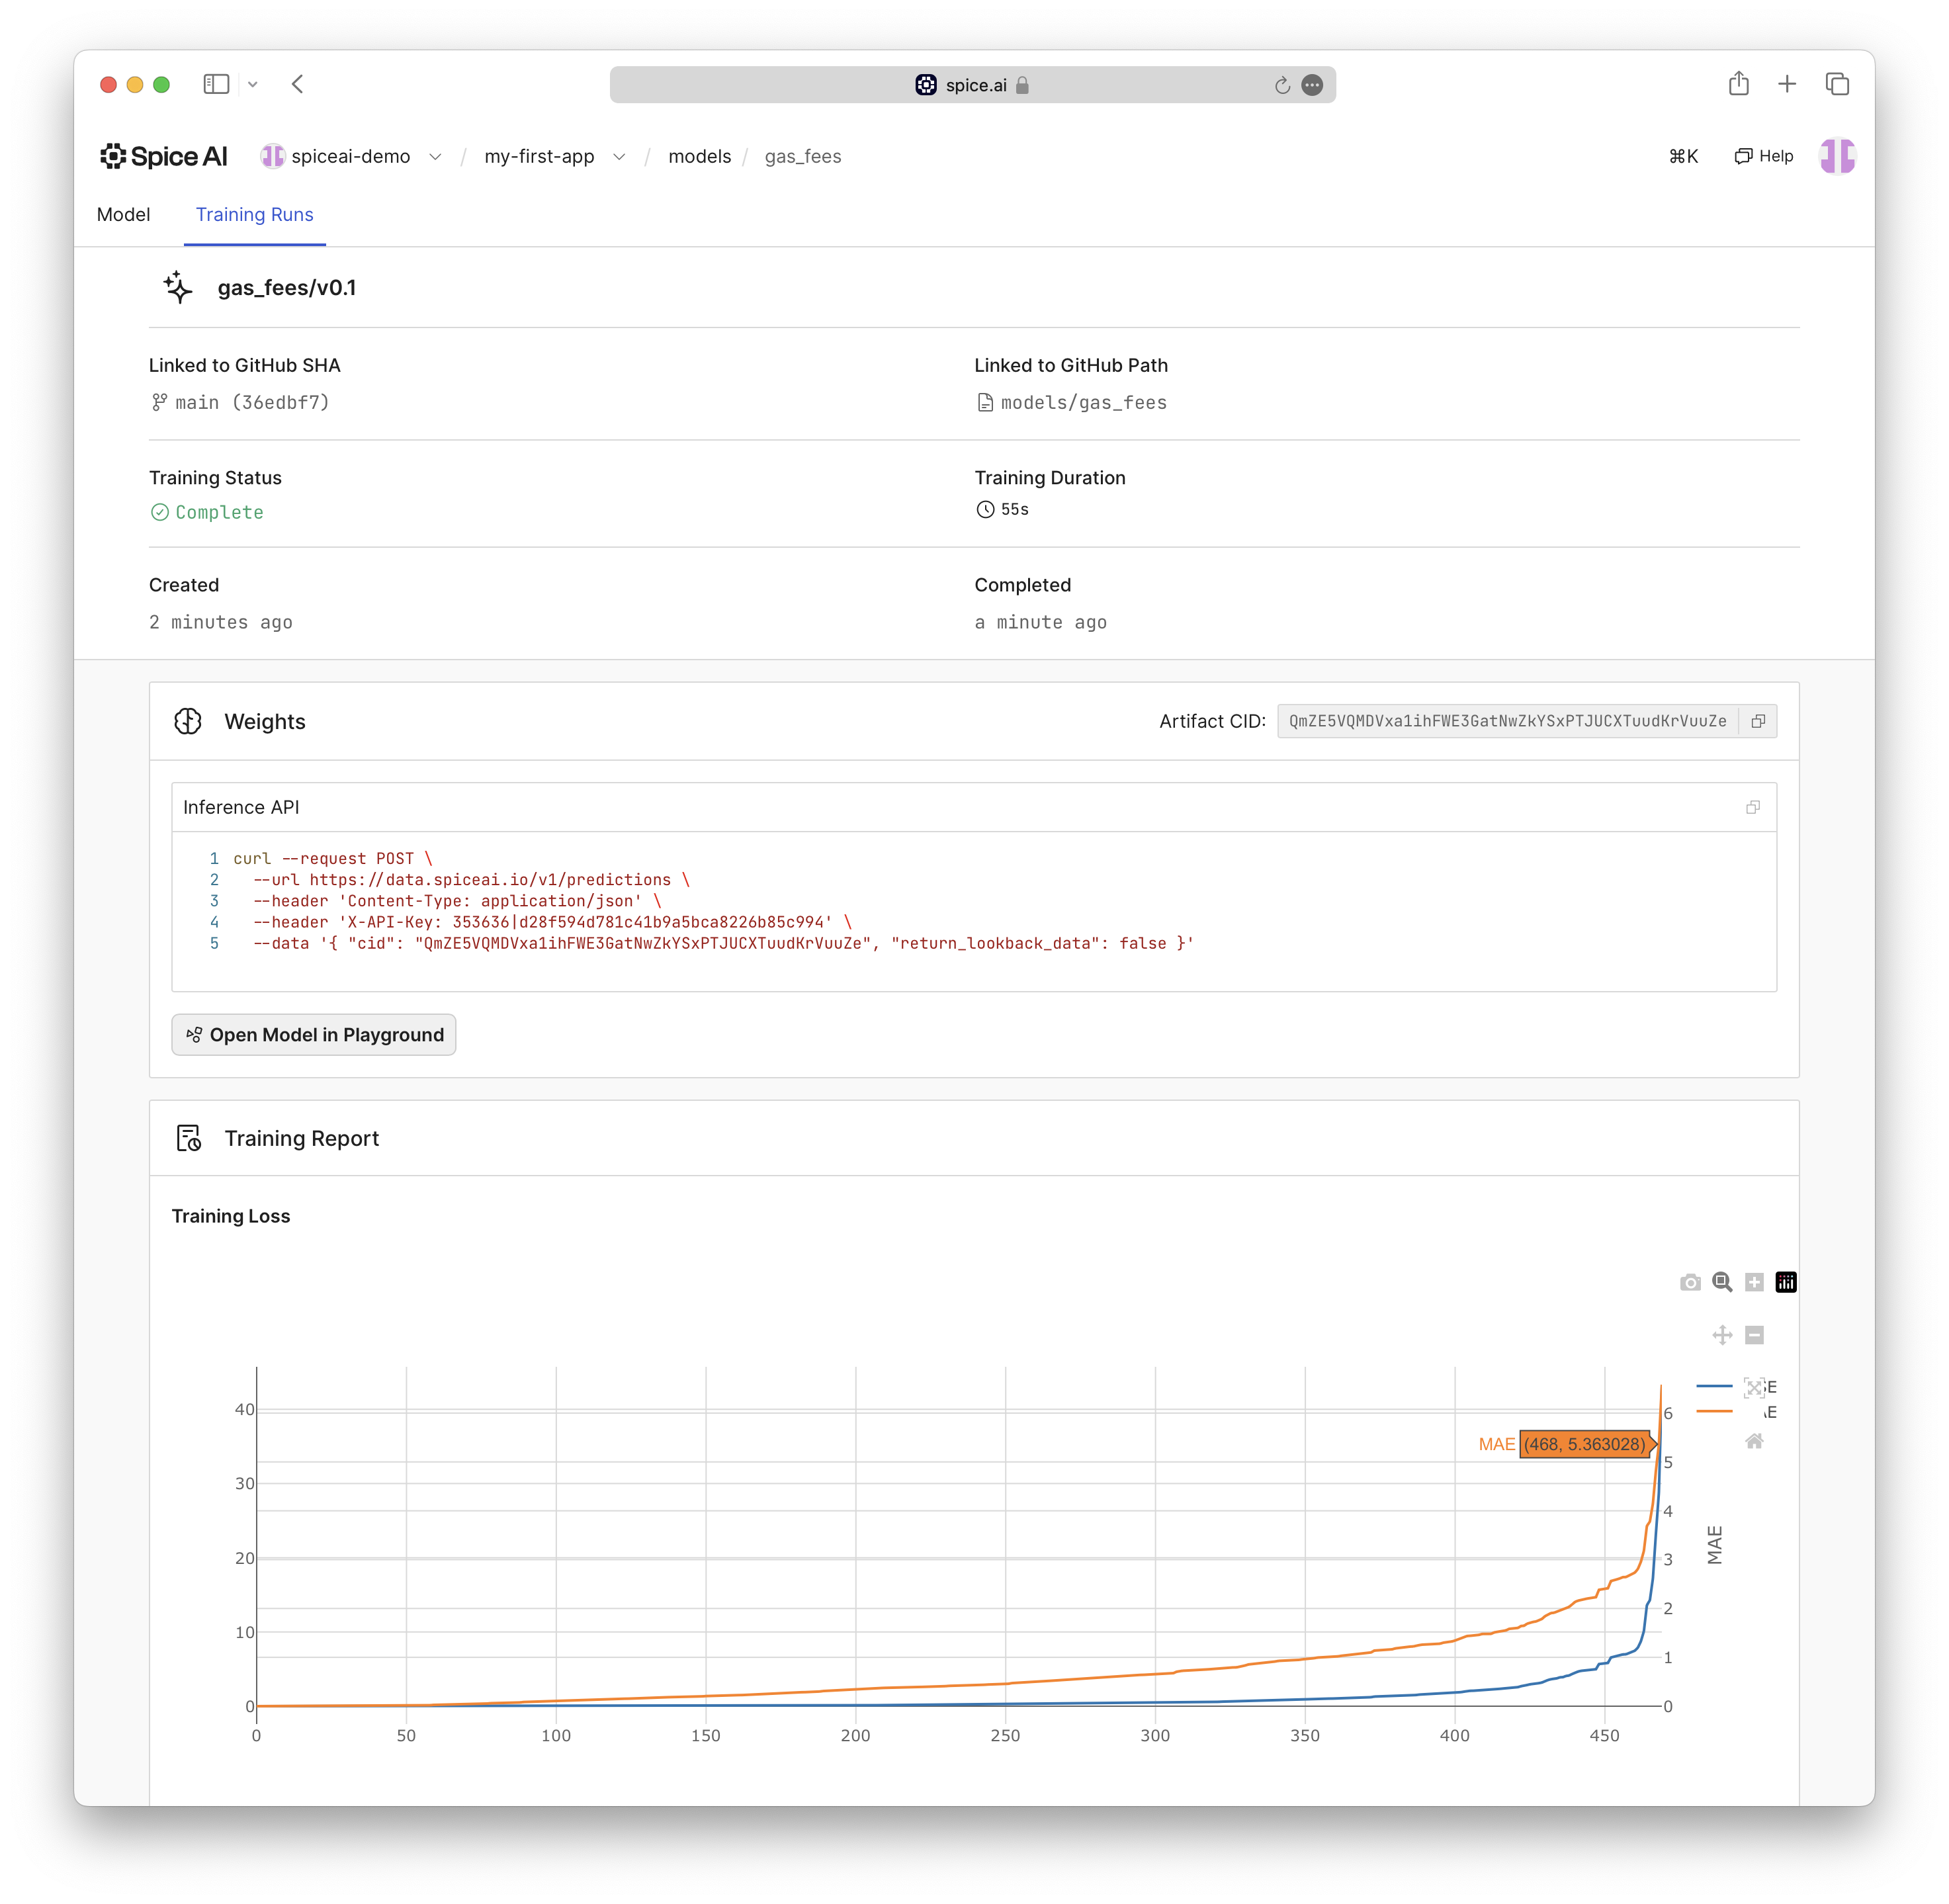 spice.ai
Spice AI spiceai-demo / my-first-app / models / gas_fees ⌘K Help
Model Training Runs
gas_fees/v0.1
Linked to GitHub SHA Linked to GitHub Path
main (36edbf7) models/gas_fees
Training Status Training Duration
Complete 55s
Created Completed
2 minutes ago a minute ago
Weights Artifact CID: QmZE5VQMDVxa1ihFWE3GatNwZkYSxPTJUCXTuudKrVuuZe
Inference API
1 curl --request POST \
2 --url https://data.spiceai.io/v1/predictions \
3 --header 'Content-Type: application/json' \
4 --header 'X-API-Key: 353636|d28f594d781c41b9a5bca8226b85c994' \
5 --data '{ "cid": "QmZE5VQMDVxa1ihFWE3GatNwZkYSxPTJUCXTuudKrVuuZe", "return_lookback_data": false }'
Open Model in Playground
Training Report
Training Loss
40
30
20
10
0
MAE (468, 5.363028)
6
5
4
3
2
1
0
MAE
0 50 100 150 200 250 300 350 400 450